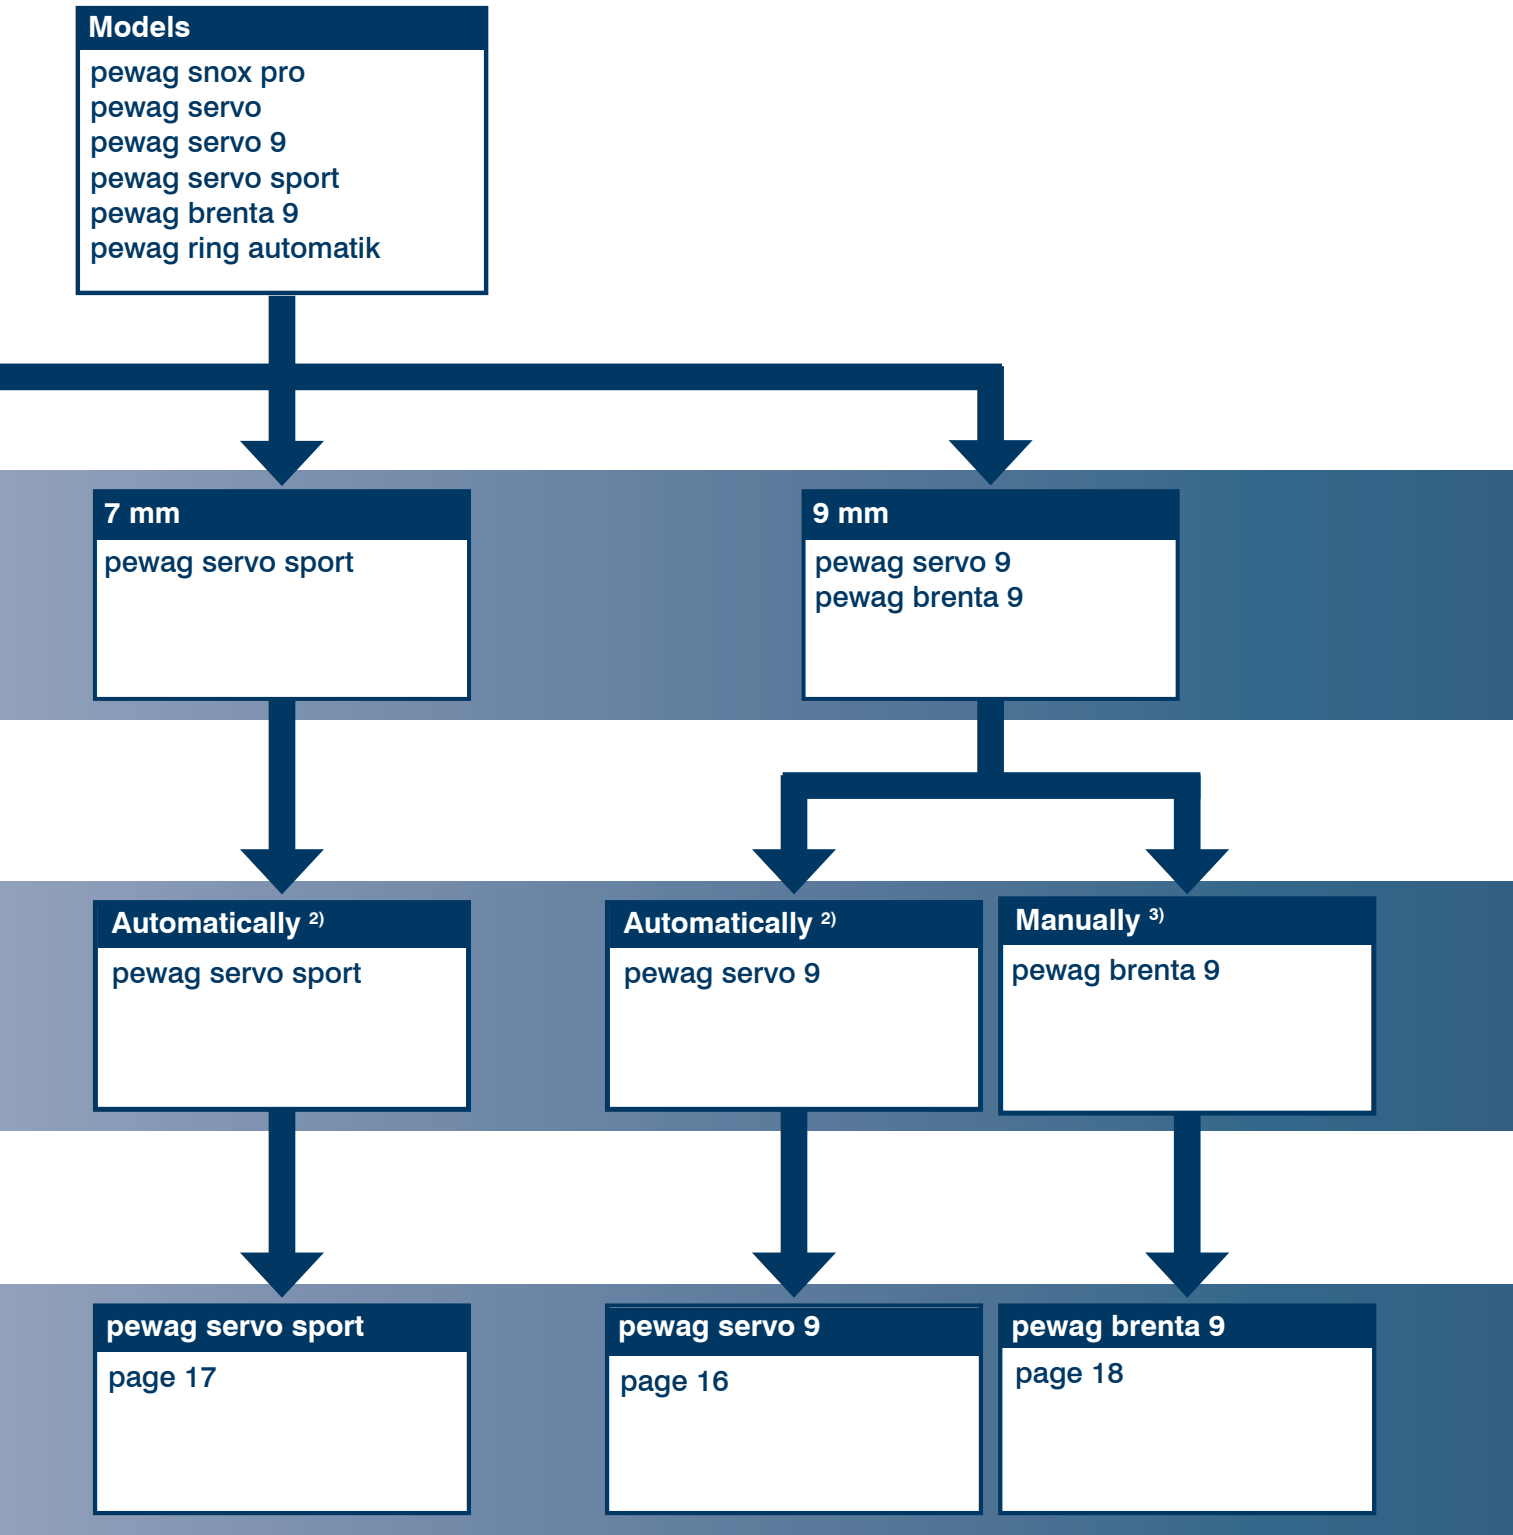 Models
pewag snox pro
pewag servo
pewag servo 9
pewag servo sport
pewag brenta 9
pewag ring automatik
7 mm
pewag servo sport
9 mm
pewag servo 9
pewag brenta 9
Automatically 2)
pewag servo sport
Automatically 2)
pewag servo 9
Manually 3)
pewag brenta 9
pewag servo sport
page 17
pewag servo 9
page 16
pewag brenta 9
page 18